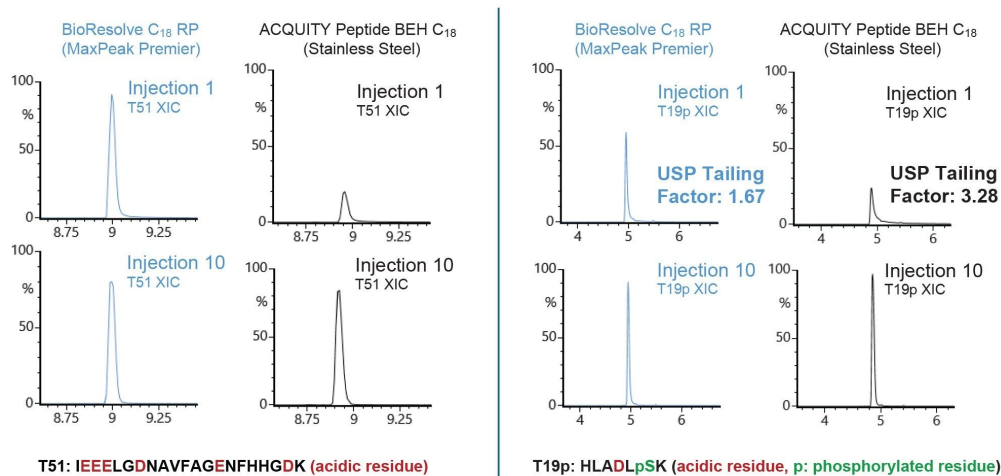 BioResolve C18 RP
(MaxPeak Premier)
ACQUITY Peptide BEH C18
(Stainless Steel)
100
%
50
0
Injection 1
T51 XIC
8.75 9 9.25
100
%
50
0
Injection 1
T51 XIC
8.75 9 9.25
100
%
50
0
Injection 10
T51 XIC
8.75 9 9.25
100
%
50
0
Injection 10
T51 XIC
8.75 9 9.25
T51: IEEELGDNAVFAGENFHHGDK (acidic residue)
BioResolve C18 RP
(MaxPeak Premier)
ACQUITY Peptide BEH C18
(Stainless Steel)
100
%
50
0
Injection 1
T19p XIC
USP Tailing
Factor: 1.67
4 5 6
100
%
50
0
Injection 1
T19p XIC
USP Tailing
Factor: 3.28
4 5 6
100
%
50
0
Injection 10
T19p XIC
4 5 6
100
%
50
0
Injection 10
T19p XIC
4 5 6
T19p: HLADLpSK (acidic residue, p: phosphorylated residue)